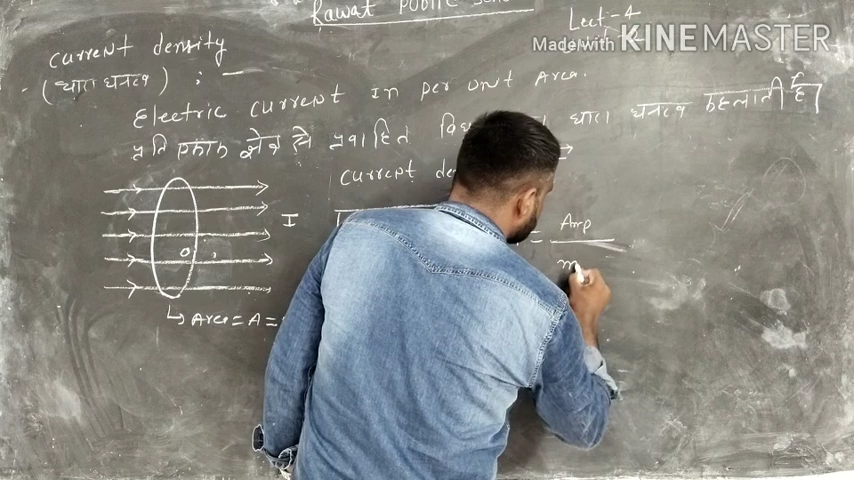 Rawat Public
Lect-4
Made with KINEMASTER
Current density
(धारा घनत्व) : -
Electric current In per unit Area.
प्रति एकांक क्षेत्र से प्रवाहित धारा घनत्व कहलाती है।
Current de
I
= Amp
m
Area = A =